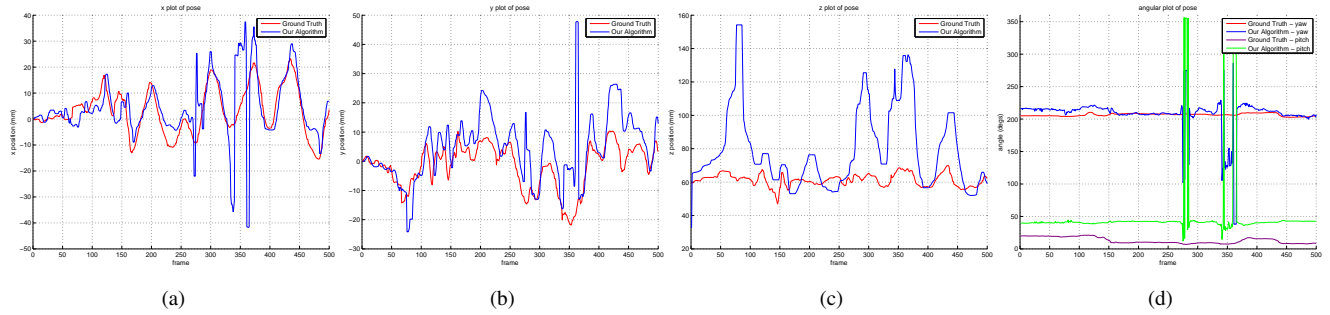 x plot of pose
Ground Truth
Our Algorithm
x position (mm)
40
30
20
10
0
−10
−20
−30
−40
−50
0 50 100 150 200 250 300 350 400 450 500
frame
(a)
y plot of pose
Ground Truth
Our Algorithm
y position (mm)
50
40
30
20
10
0
−10
−20
−30
0 50 100 150 200 250 300 350 400 450 500
frame
(b)
z plot of pose
Ground Truth
Our Algorithm
z position (mm)
160
140
120
100
80
60
40
20
0 50 100 150 200 250 300 350 400 450 500
frame
(c)
angular plot of pose
Ground Truth − yaw
Our Algorithm − yaw
Ground Truth − pitch
Our Algorithm − pitch
angle (degs)
350
300
250
200
150
100
50
0
0 50 100 150 200 250 300 350 400 450 500
frame
(d)